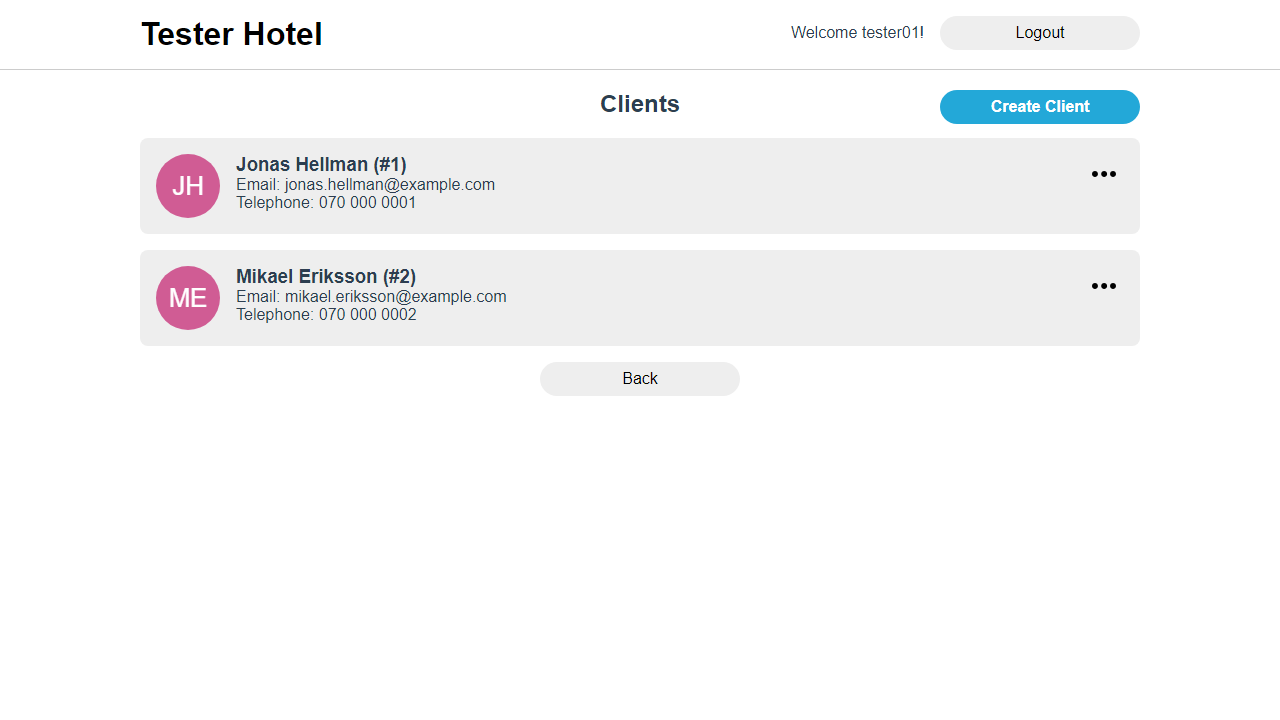 Tester Hotel
Welcome tester01!
Logout
Clients
Create Client
JH
Jonas Hellman (#1)
Email: jonas.hellman@example.com
Telephone: 070 000 0001
•••
ME
Mikael Eriksson (#2)
Email: mikael.eriksson@example.com
Telephone: 070 000 0002
•••
Back